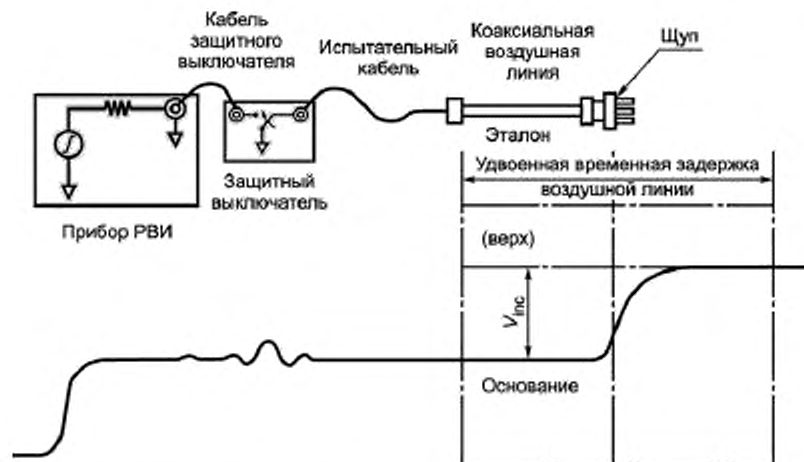 Кабель
защитного
выключателя
Испытательный
кабель
Коаксиальная
воздушная
линия
Щуп
Эталон
Защитный
выключатель
Прибор РВИ
Удвоенная временная задержка
воздушной линии
(верх)
Vinc
Основание